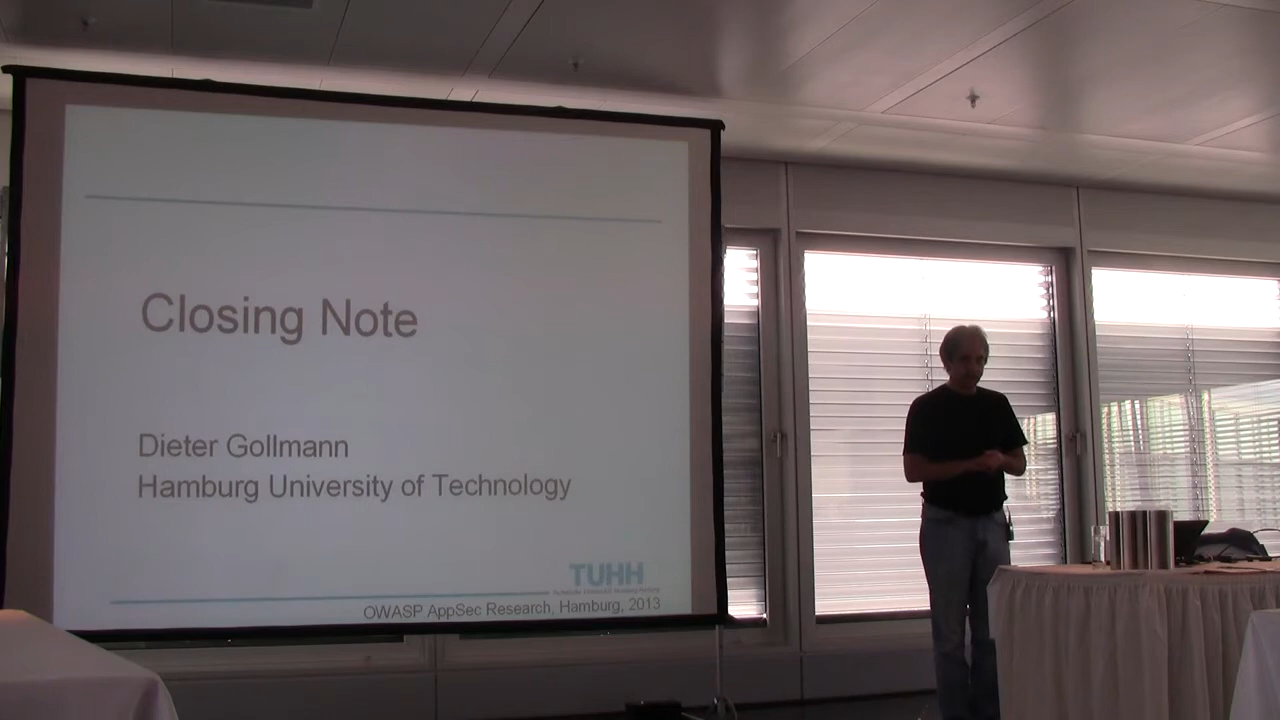 Closing Note
Dieter Gollmann
Hamburg University of Technology
TUHH
OWASP AppSec Research, Hamburg, 2013